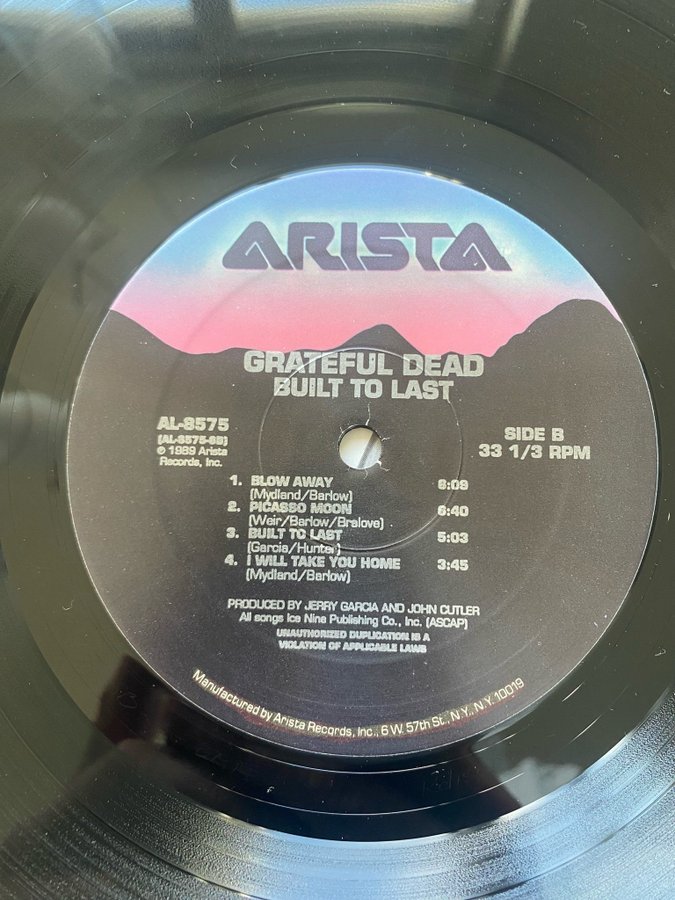 ARISTA
GRATEFUL DEAD
BUILT TO LAST
AL-8575
(AL-8575-SB)
℗ 1989 Arista
Records, Inc.
SIDE B
33 1/3 RPM
1. BLOW AWAY 6:09
(Mydland/Barlow)
2. PICASSO MOON 6:40
(Weir/Barlow/Bralove)
3. BUILT TO LAST 5:03
(Garcia/Hunter)
4. I WILL TAKE YOU HOME 3:45
(Mydland/Barlow)
PRODUCED BY JERRY GARCIA AND JOHN CUTLER
All songs Ice Nine Publishing Co., Inc. (ASCAP)
UNAUTHORIZED DUPLICATION IS A
VIOLATION OF APPLICABLE LAWS
Manufactured by Arista Records, Inc., 6 W. 57th St., N.Y., N.Y. 10019